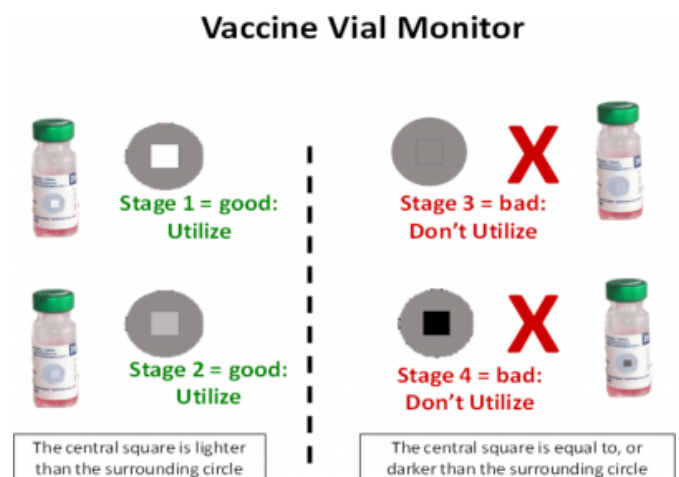 Vaccine Vial Monitor
Stage 1 = good:
Utilize
Stage 2 = good:
Utilize
The central square is lighter
than the surrounding circle
X
Stage 3 = bad:
Don't Utilize
X
Stage 4 = bad:
Don't Utilize
The central square is equal to, or
darker than the surrounding circle